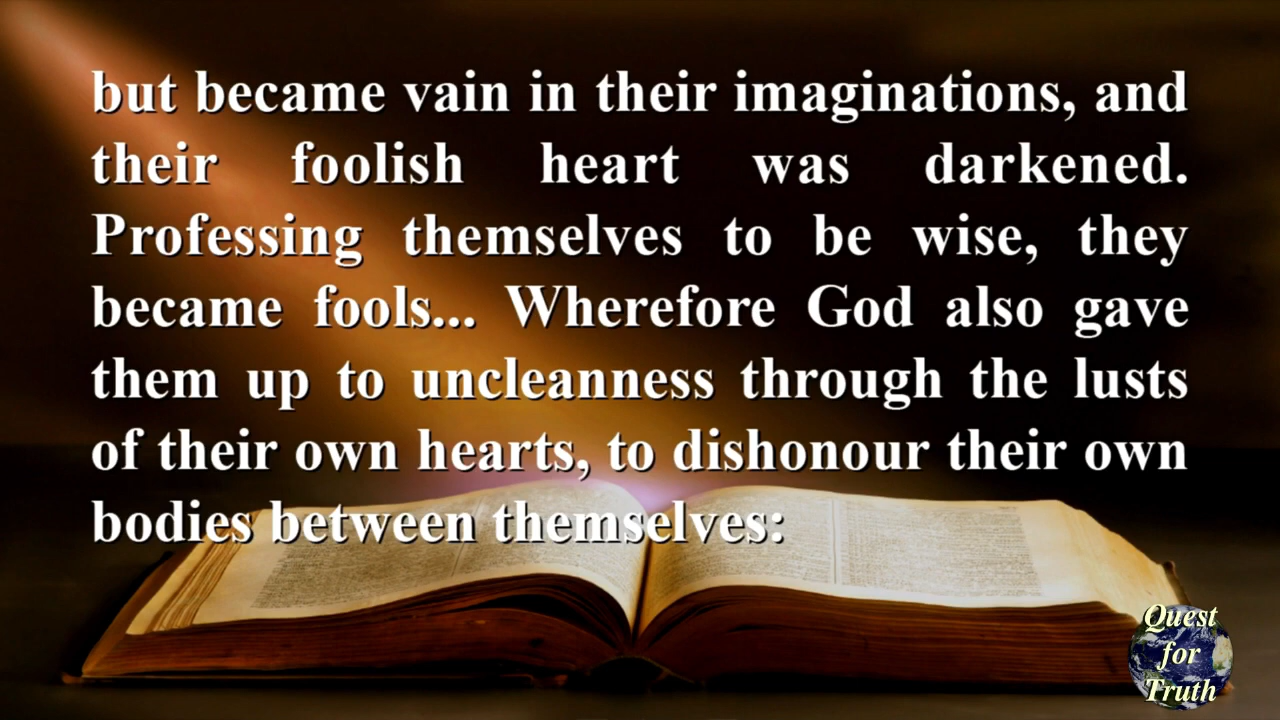 but became vain in their imaginations, and
their foolish heart was darkened.
Professing themselves to be wise, they
became fools... Wherefore God also gave
them up to uncleanness through the lusts
of their own hearts, to dishonour their own
bodies between themselves:
Quest
for
Truth